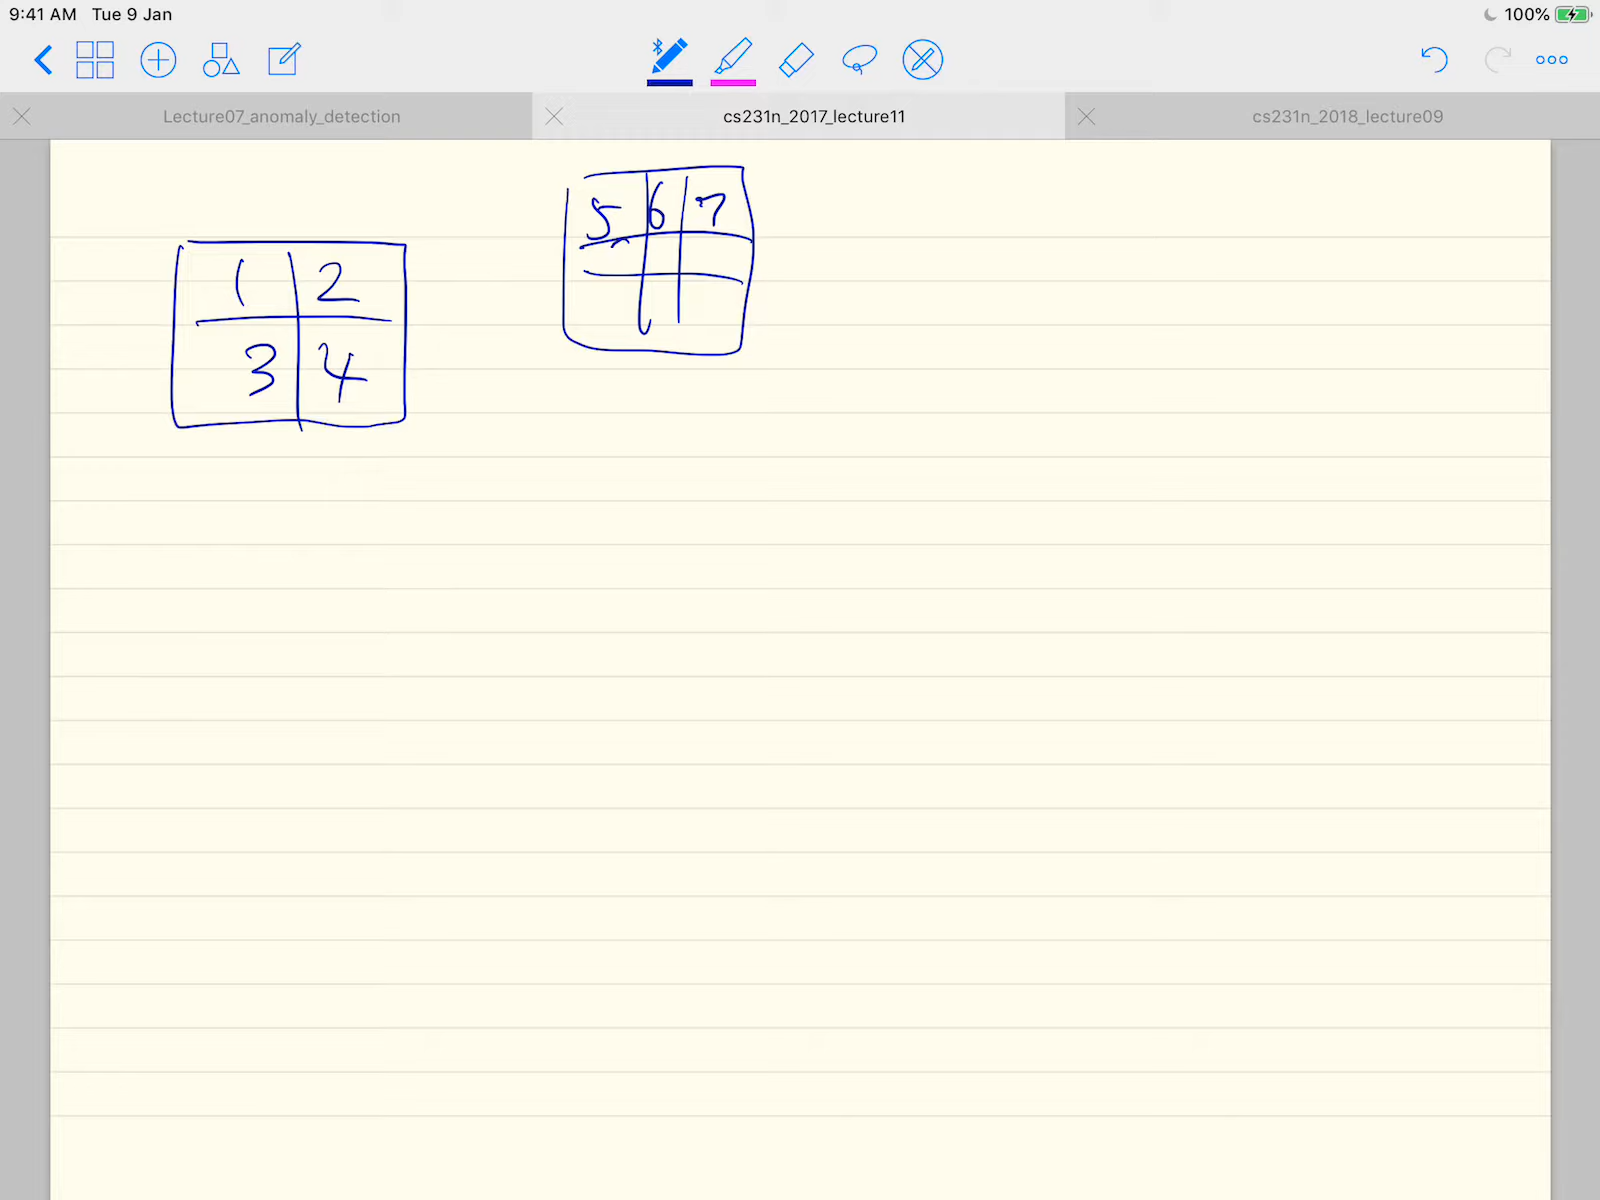 9:41 AM Tue 9 Jan 100%
Lecture07_anomaly_detection cs231n_2017_lecture11 cs231n_2018_lecture09
5 6 7
1 2
3 4